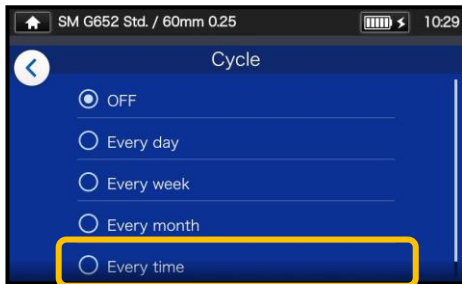 SM G652 Std. / 60mm 0.25 10:29
Cycle
OFF
Every day
Every week
Every month
Every time